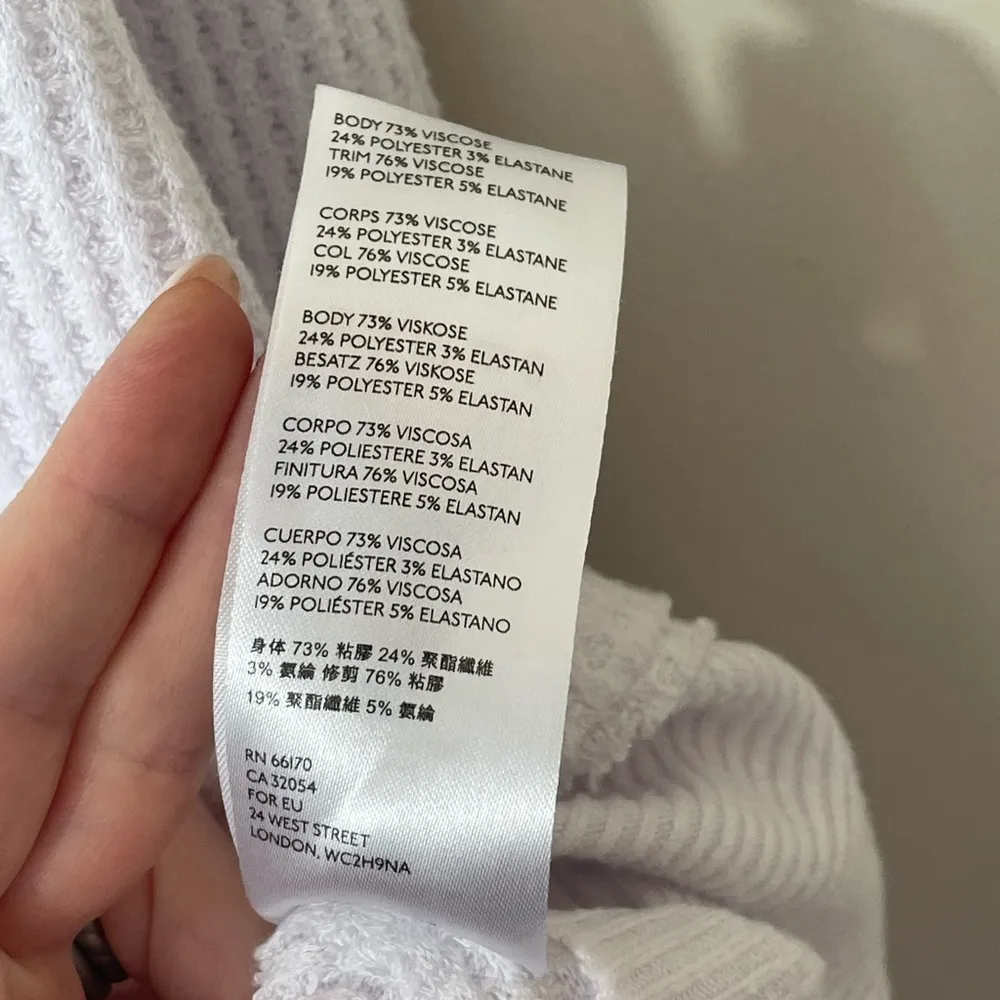 BODY 73% VISCOSE
24% POLYESTER 3% ELASTANE
TRIM 76% VISCOSE
19% POLYESTER 5% ELASTANE
CORPS 73% VISCOSE
24% POLYESTER 3% ELASTANE
COL 76% VISCOSE
19% POLYESTER 5% ELASTANE
BODY 73% VISKOSE
24% POLYESTER 3% ELASTAN
BESATZ 76% VISKOSE
19% POLYESTER 5% ELASTAN
CORPO 73% VISCOSA
24% POLIESTERE 3% ELASTAN
FINITURA 76% VISCOSA
19% POLIESTERE 5% ELASTAN
CUERPO 73% VISCOSA
24% POLIÉSTER 3% ELASTANO
ADORNO 76% VISCOSA
19% POLIÉSTER 5% ELASTANO
身体 73% 粘膠 24% 聚酯纖維
3% 氨綸 修剪 76% 粘膠
19% 聚酯纖維 5% 氨綸
RN 66170
CA 32054
FOR EU
24 WEST STREET
LONDON, WC2H9NA